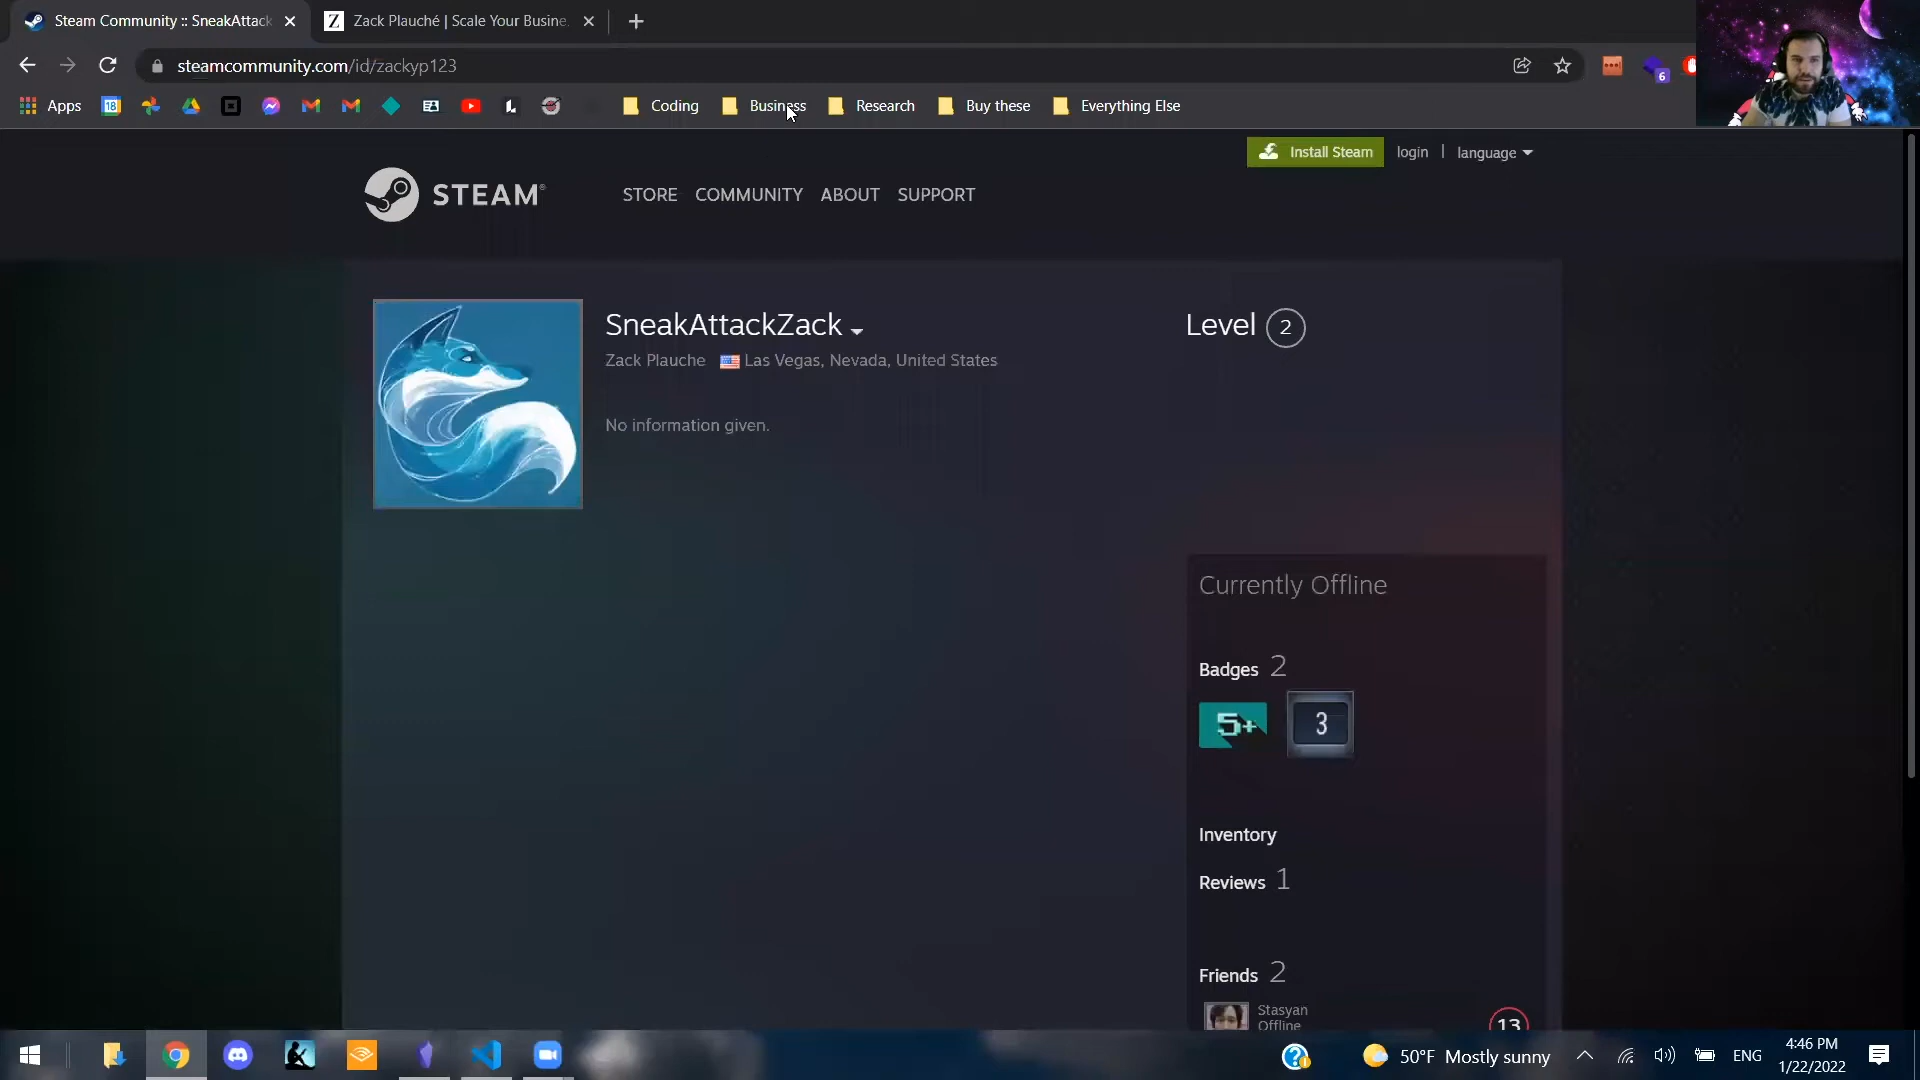 Steam Community :: SneakAttack
Zack Plauché | Scale Your Busine
steamcommunity.com/id/zackyp123
6
Apps
18
Coding
Business
Research
Buy these
Everything Else
Install Steam
login
language
STEAM®
STORE
COMMUNITY
ABOUT
SUPPORT
SneakAttackZack
Level 2
Zack Plauche
Las Vegas, Nevada, United States
No information given.
Currently Offline
Badges 2
5+
3
Inventory
Reviews 1
Friends 2
Stasyan
Offline
13
50°F Mostly sunny
ENG
4:46 PM
1/22/2022